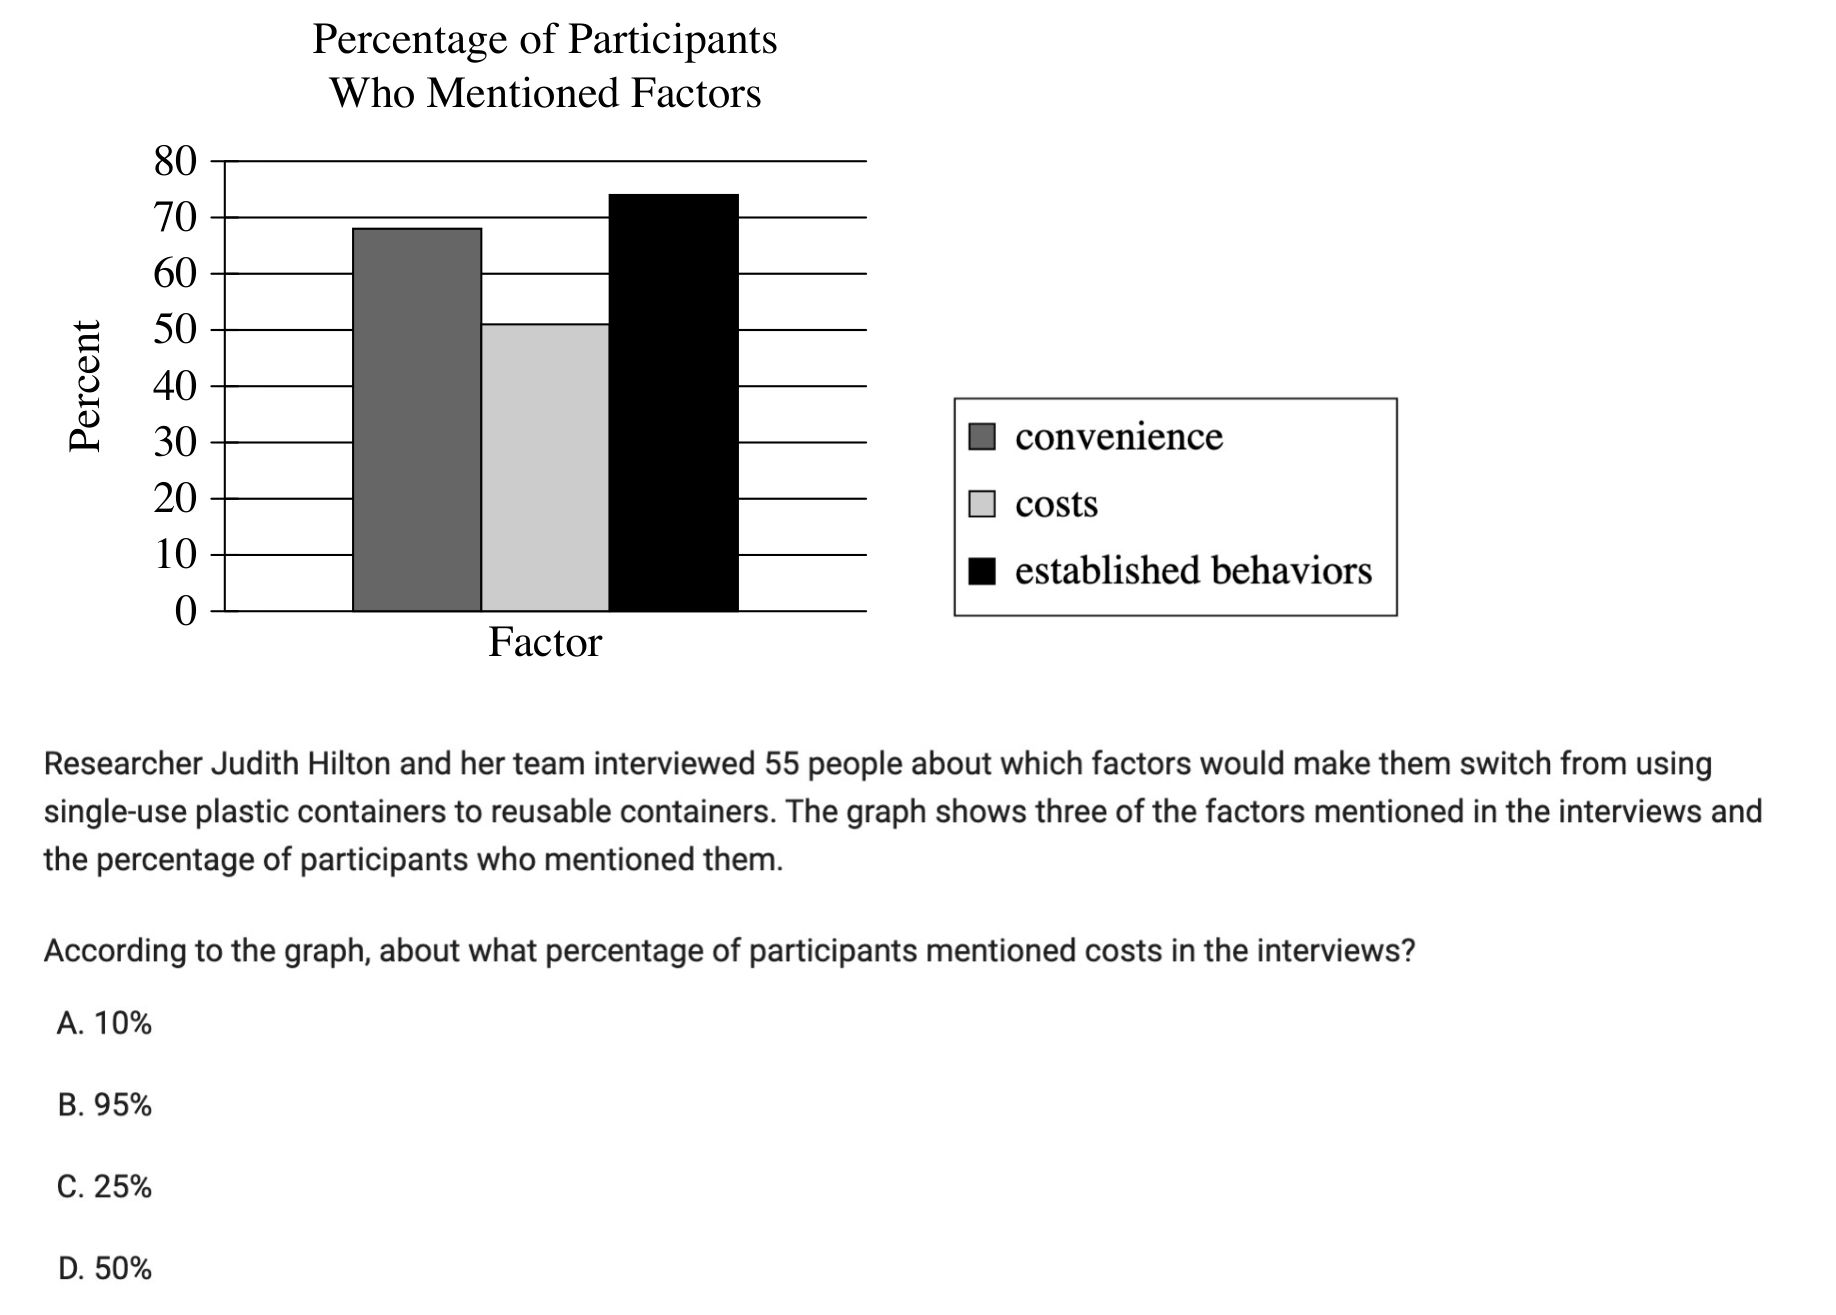 Percentage of Participants
Who Mentioned Factors
80
70
60
50
40
30
20
10
0
Percent
Factor
convenience
costs
established behaviors
Researcher Judith Hilton and her team interviewed 55 people about which factors would make them switch from using
single-use plastic containers to reusable containers. The graph shows three of the factors mentioned in the interviews and
the percentage of participants who mentioned them.
According to the graph, about what percentage of participants mentioned costs in the interviews?
A. 10%
B. 95%
C. 25%
D. 50%